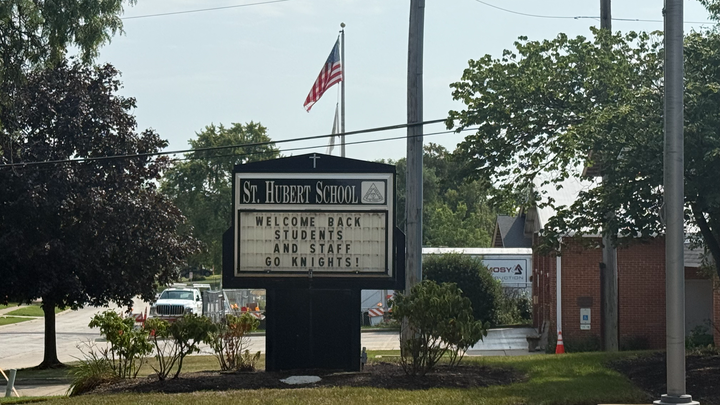 ST. HUBERT SCHOOL
WELCOME BACK
STUDENTS
AND STAFF
GO KNIGHTS!